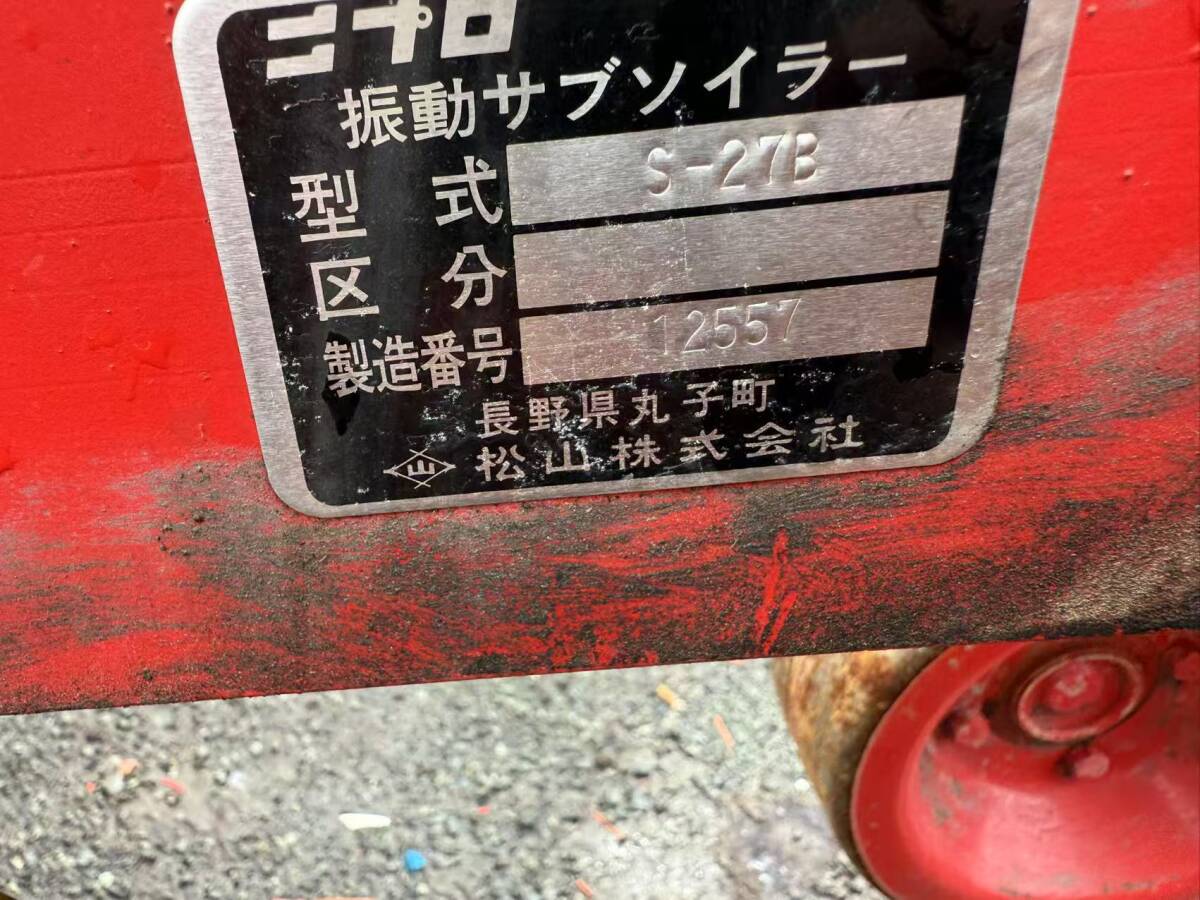 ニプロ
振動サブソイラー
型式 S-27B
区分
製造番号 12557
長野県丸子町
山 松山株式会社